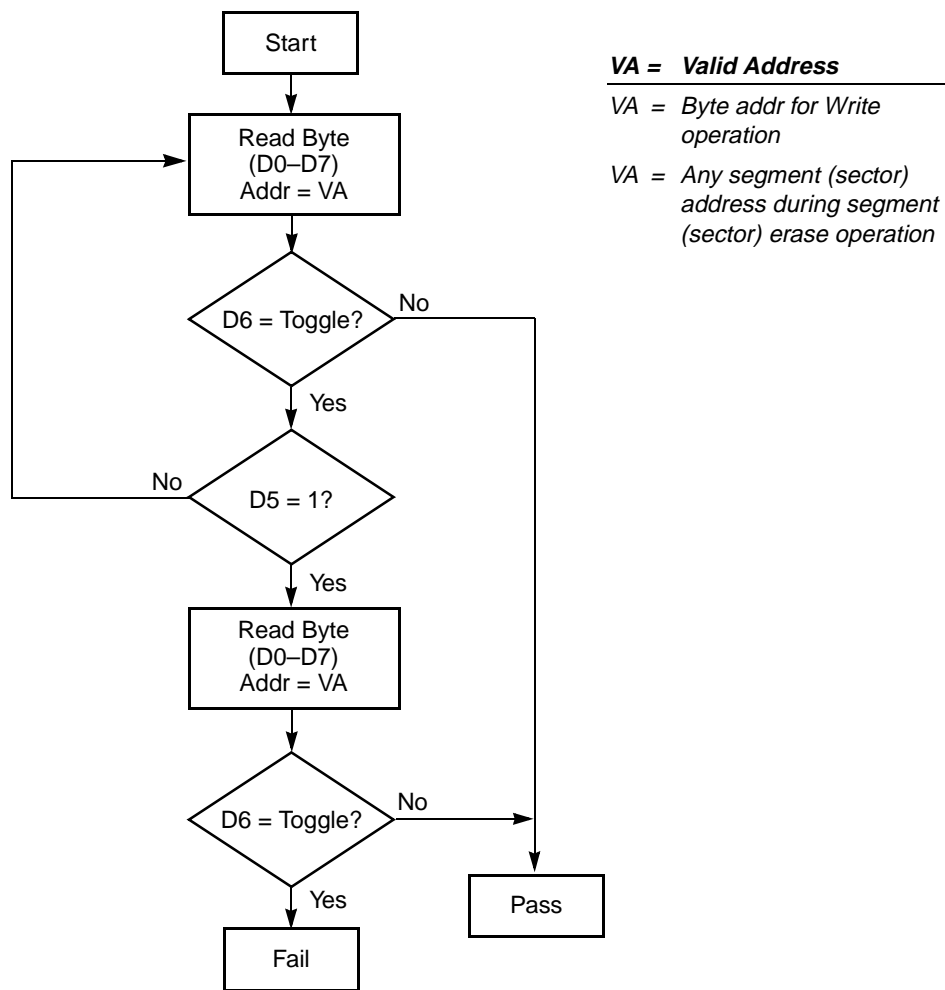 Start
Read Byte
(D0–D7)
Addr = VA
D6 = Toggle?
No
Yes
No
D5 = 1?
Yes
Read Byte
(D0–D7)
Addr = VA
D6 = Toggle?
No
Yes
Pass
Fail
VA = Valid Address
VA = Byte addr for Write
operation
VA = Any segment (sector)
address during segment
(sector) erase operation